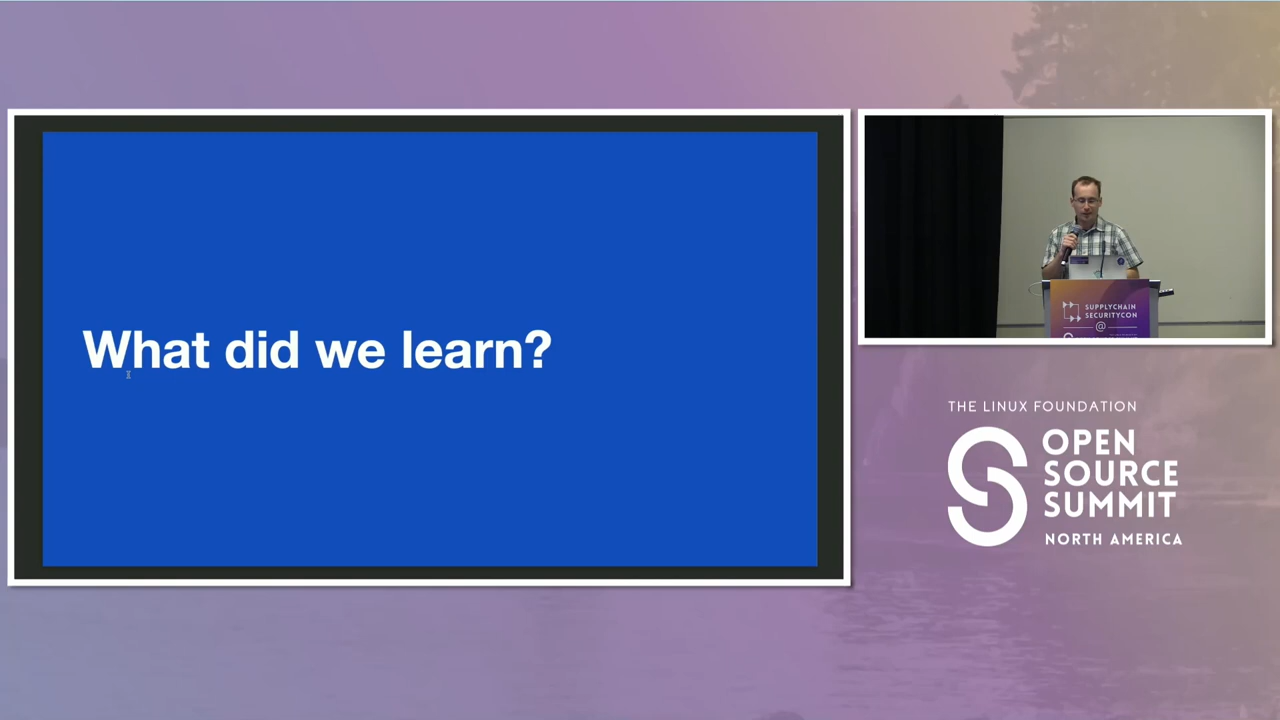 What did we learn?
SUPPLYCHAIN
SECURITYCON
@
THE LINUX FOUNDATION
OPEN
SOURCE
SUMMIT
NORTH AMERICA